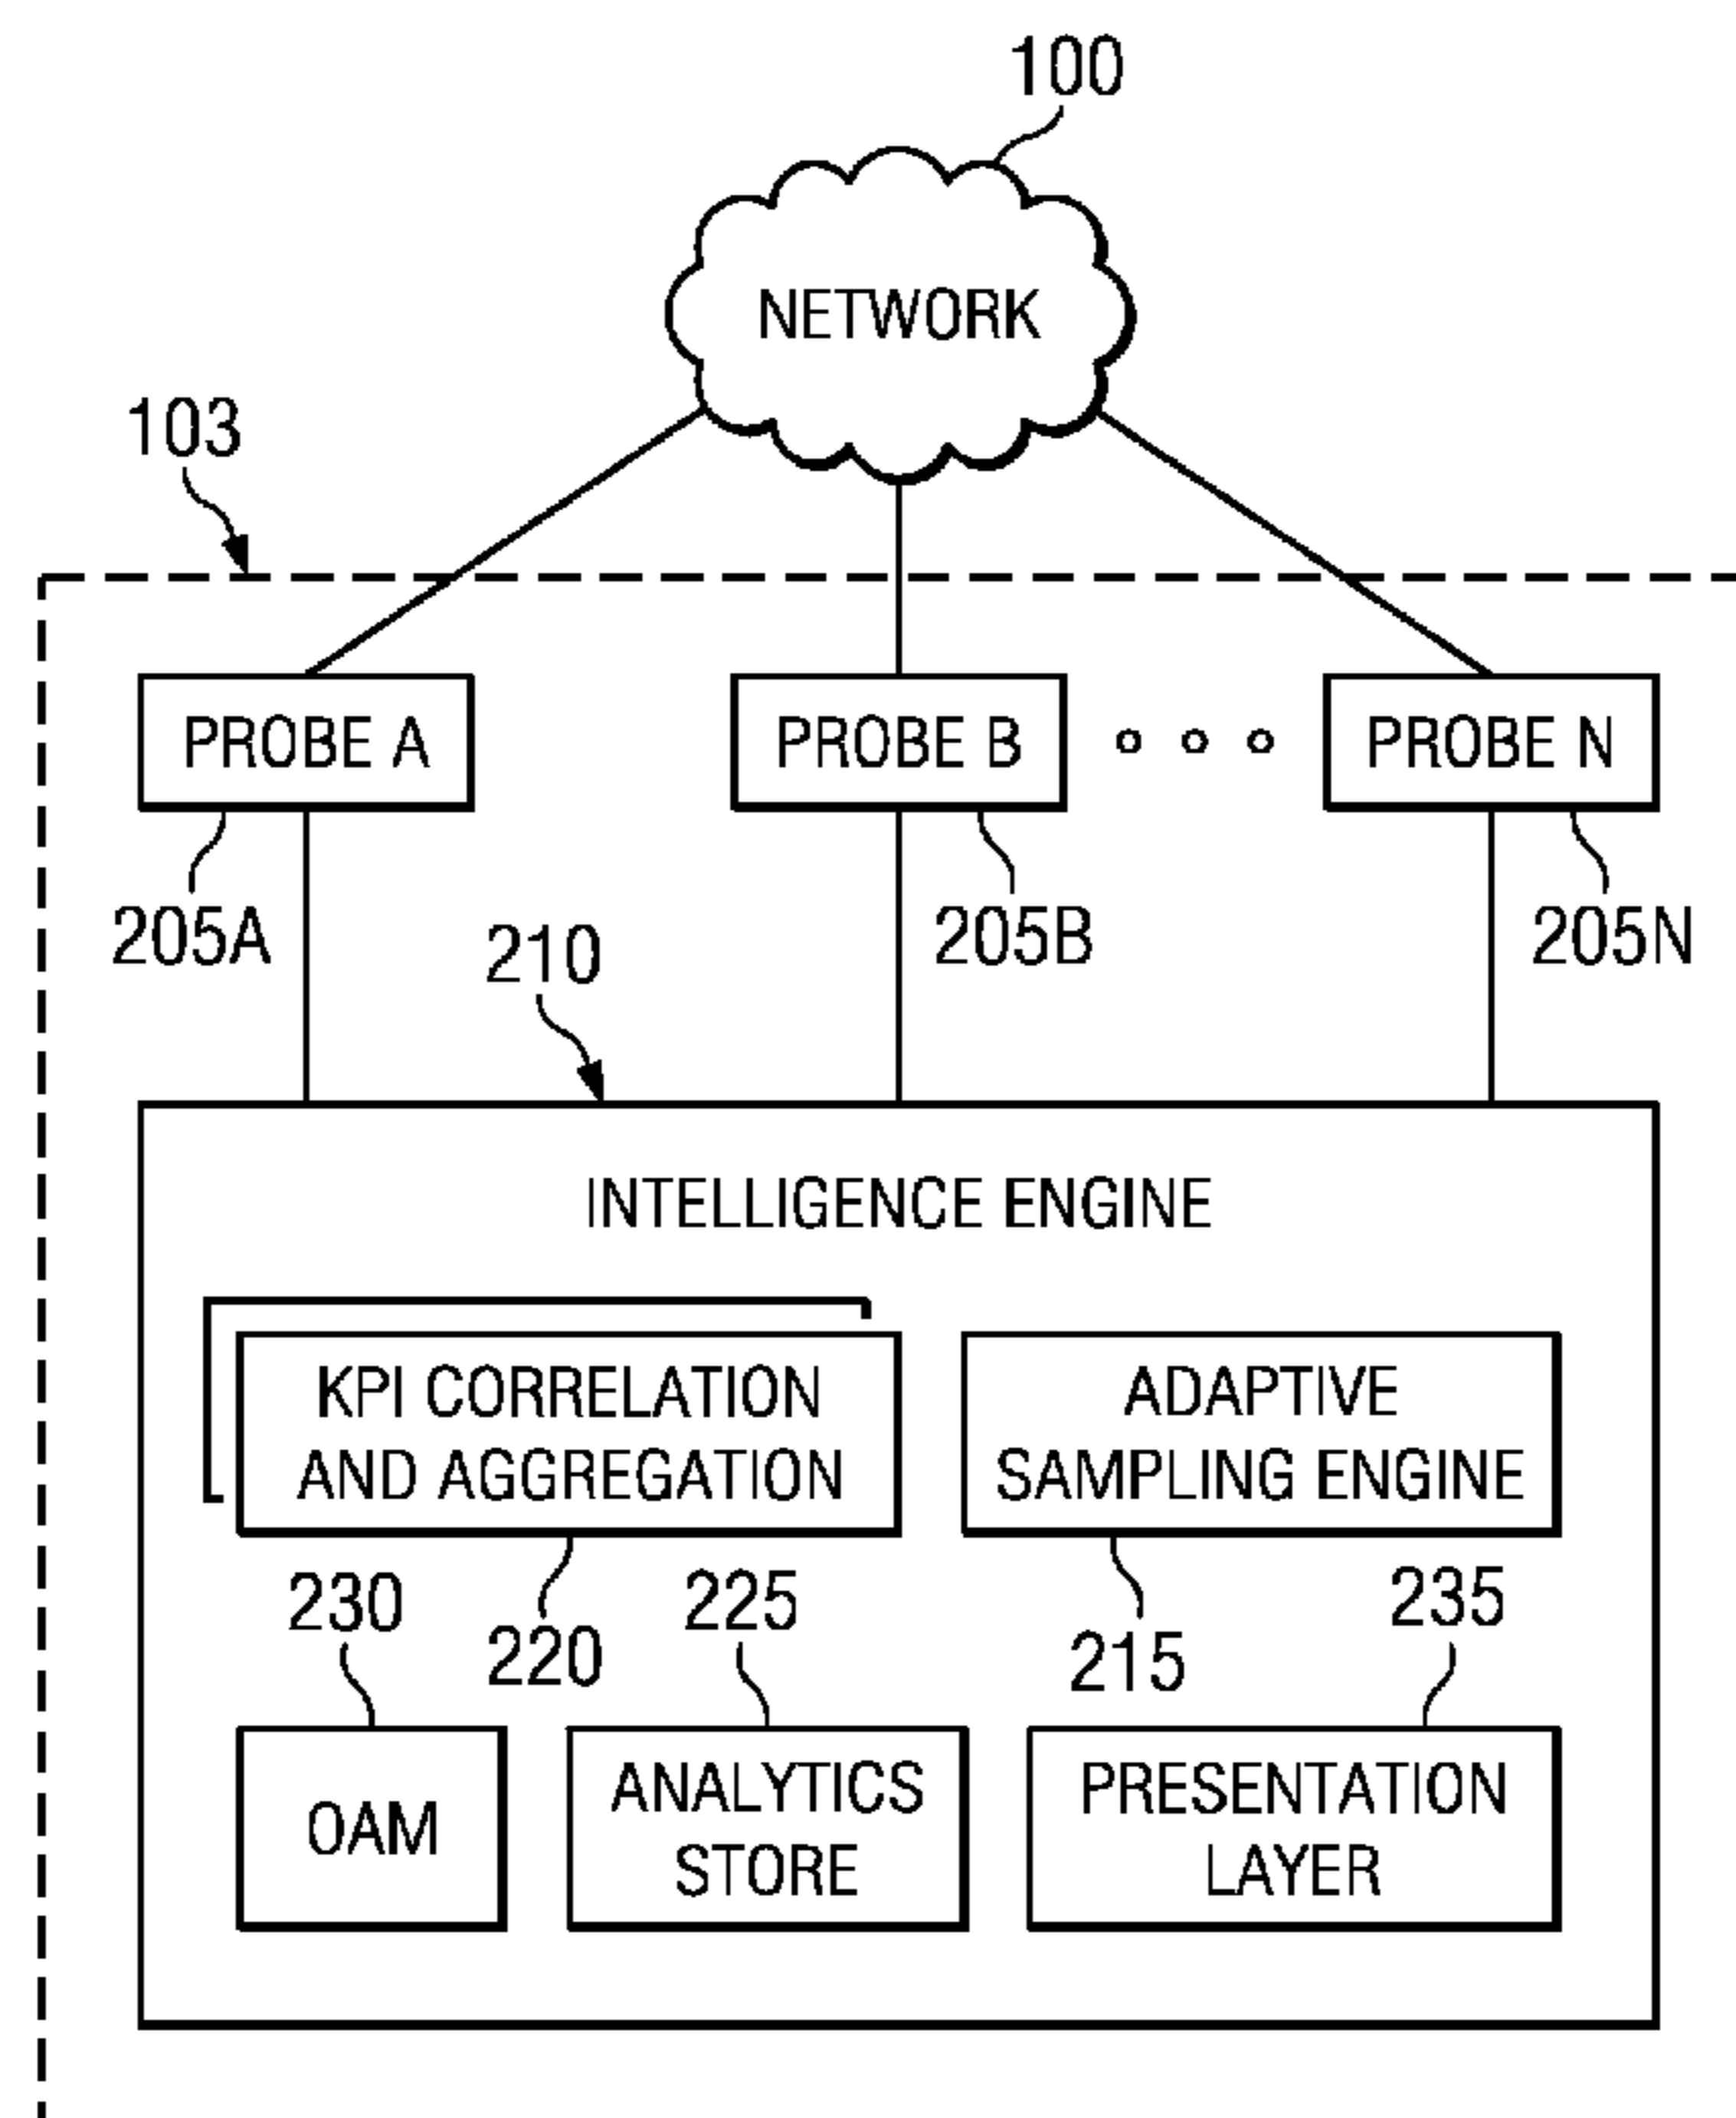 100
NETWORK
103
PROBE A
PROBE B
PROBE N
205A
205B
205N
210
INTELLIGENCE ENGINE
KPI CORRELATION
AND AGGREGATION
ADAPTIVE
SAMPLING ENGINE
230
220
225
215
235
OAM
ANALYTICS
STORE
PRESENTATION
LAYER